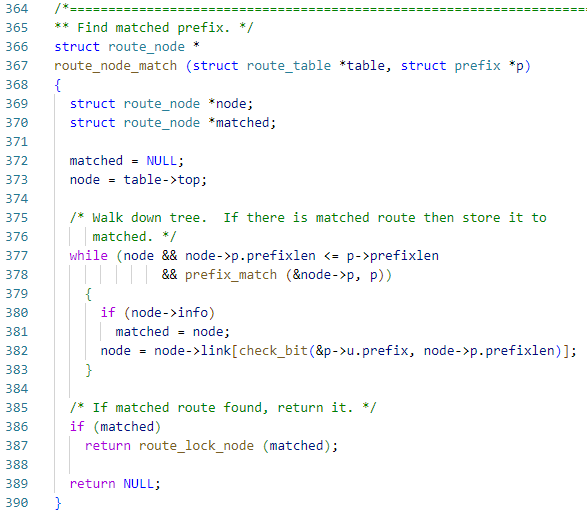 364 /*==================================================================
365 ** Find matched prefix. */
366 struct route_node *
367 route_node_match (struct route_table *table, struct prefix *p)
368 {
369   struct route_node *node;
370   struct route_node *matched;
371
372   matched = NULL;
373   node = table->top;
374
375   /* Walk down tree.  If there is matched route then store it to
376      matched. */
377   while (node && node->p.prefixlen <= p->prefixlen
378               && prefix_match (&node->p, p))
379     {
380       if (node->info)
381         matched = node;
382       node = node->link[check_bit(&p->u.prefix, node->p.prefixlen)];
383     }
384
385   /* If matched route found, return it. */
386   if (matched)
387     return route_lock_node (matched);
388
389   return NULL;
390 }